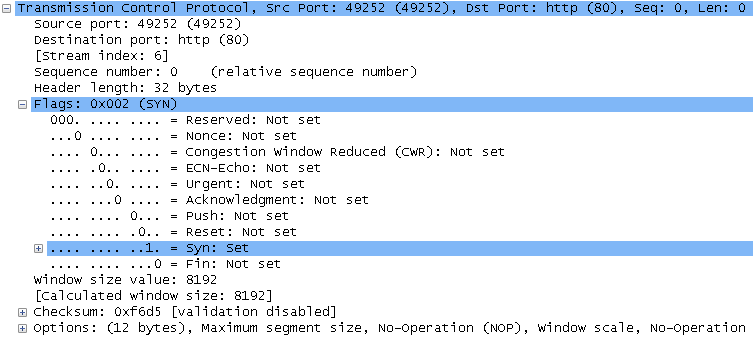 Transmission Control Protocol, Src Port: 49252 (49252), Dst Port: http (80), Seq: 0, Len: 0
Source port: 49252 (49252)
Destination port: http (80)
[Stream index: 6]
Sequence number: 0    (relative sequence number)
Header length: 32 bytes
Flags: 0x002 (SYN)
000. .... .... = Reserved: Not set
...0 .... .... = Nonce: Not set
.... 0... .... = Congestion Window Reduced (CWR): Not set
.... .0.. .... = ECN-Echo: Not set
.... ..0. .... = Urgent: Not set
.... ...0 .... = Acknowledgment: Not set
.... .... 0... = Push: Not set
.... .... .0.. = Reset: Not set
.... .... ..1. = Syn: Set
.... .... ...0 = Fin: Not set
Window size value: 8192
[Calculated window size: 8192]
Checksum: 0xf6d5 [validation disabled]
Options: (12 bytes), Maximum segment size, No-Operation (NOP), Window scale, No-Operation